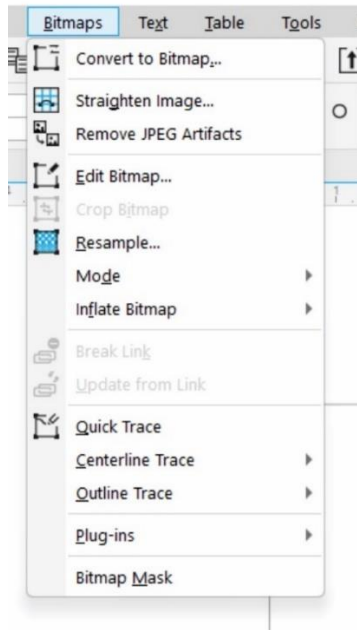 Bitmaps Text Table Tools
Convert to Bitmap...
Straighten Image...
Remove JPEG Artifacts
Edit Bitmap...
Crop Bitmap
Resample...
Mode
Inflate Bitmap
Break Link
Update from Link
Quick Trace
Centerline Trace
Outline Trace
Plug-ins
Bitmap Mask